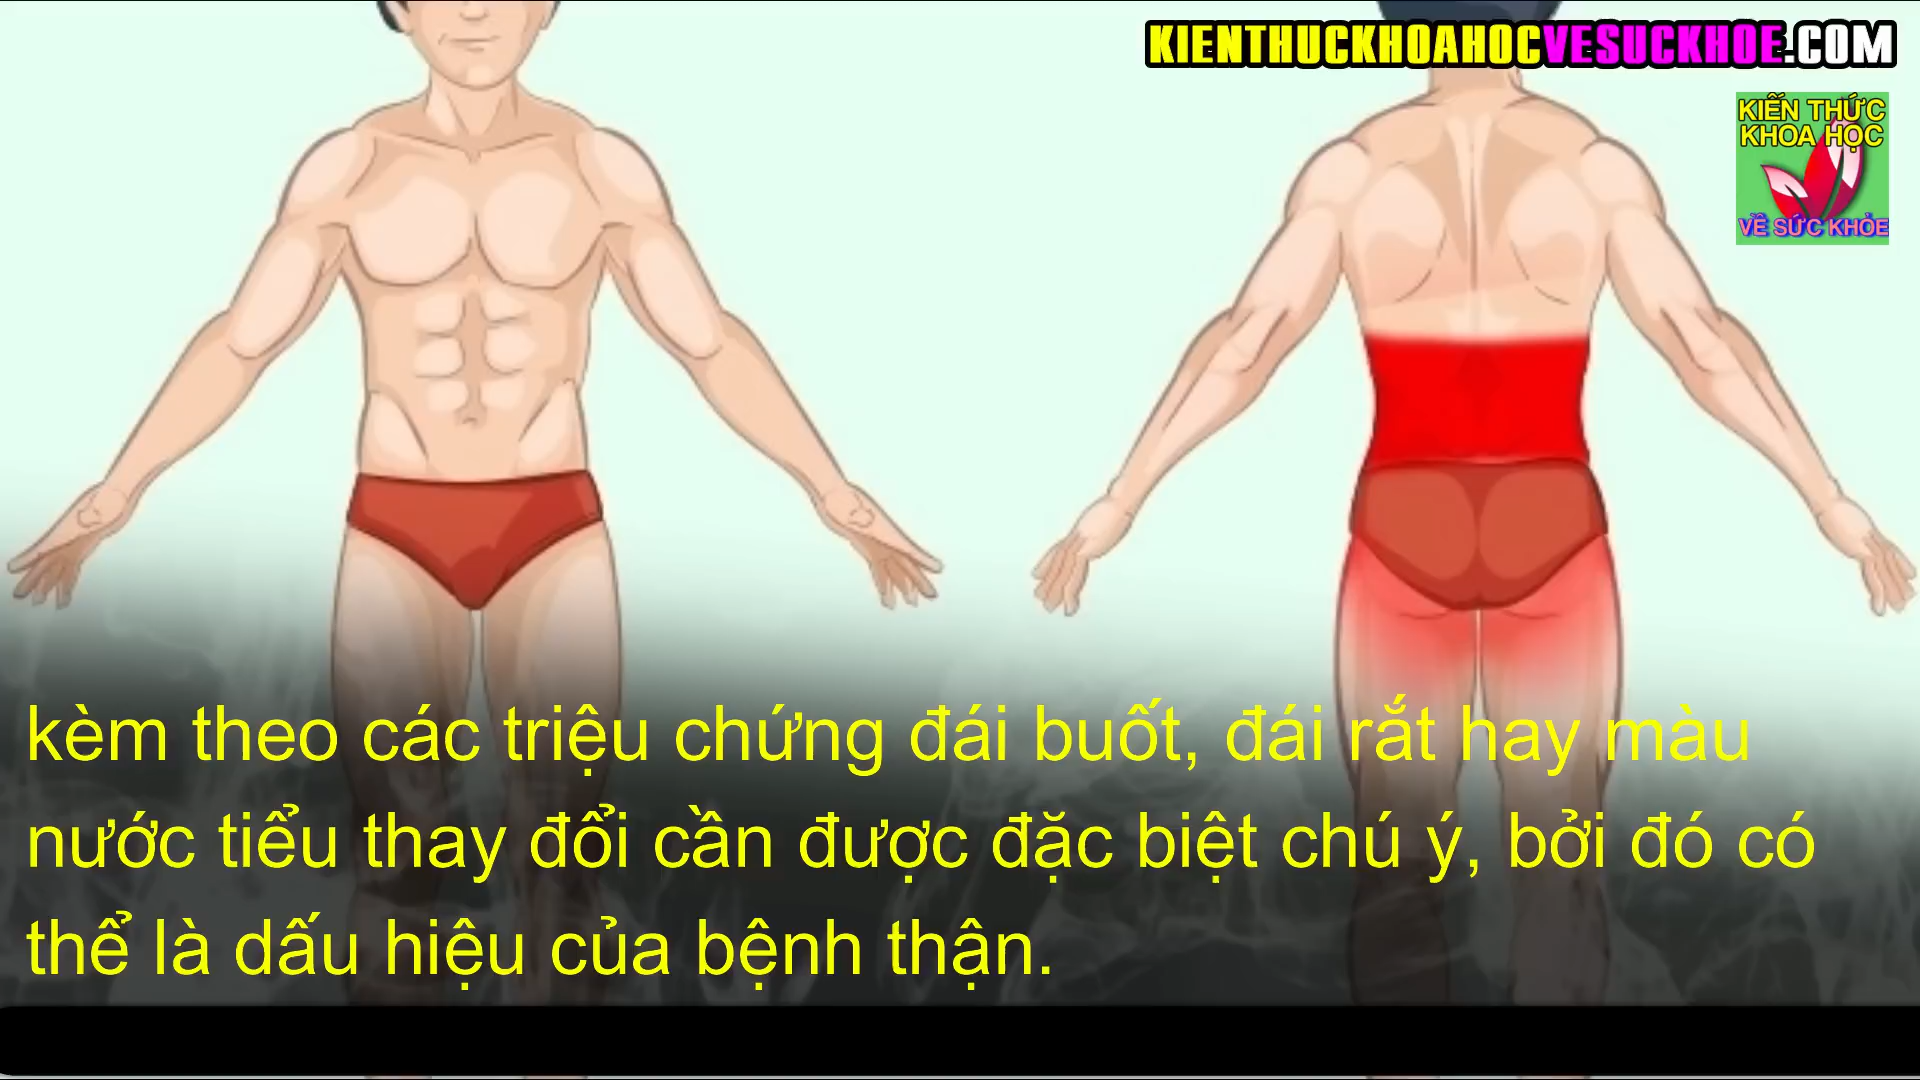 KIENTHUCKHOAHOCVESUCKHOE.COM
KIẾN THỨC
KHOA HỌC
VỀ SỨC KHỎE
kèm theo các triệu chứng đái buốt, đái rắt hay màu
nước tiểu thay đổi cần được đặc biệt chú ý, bởi đó có
thể là dấu hiệu của bệnh thận.